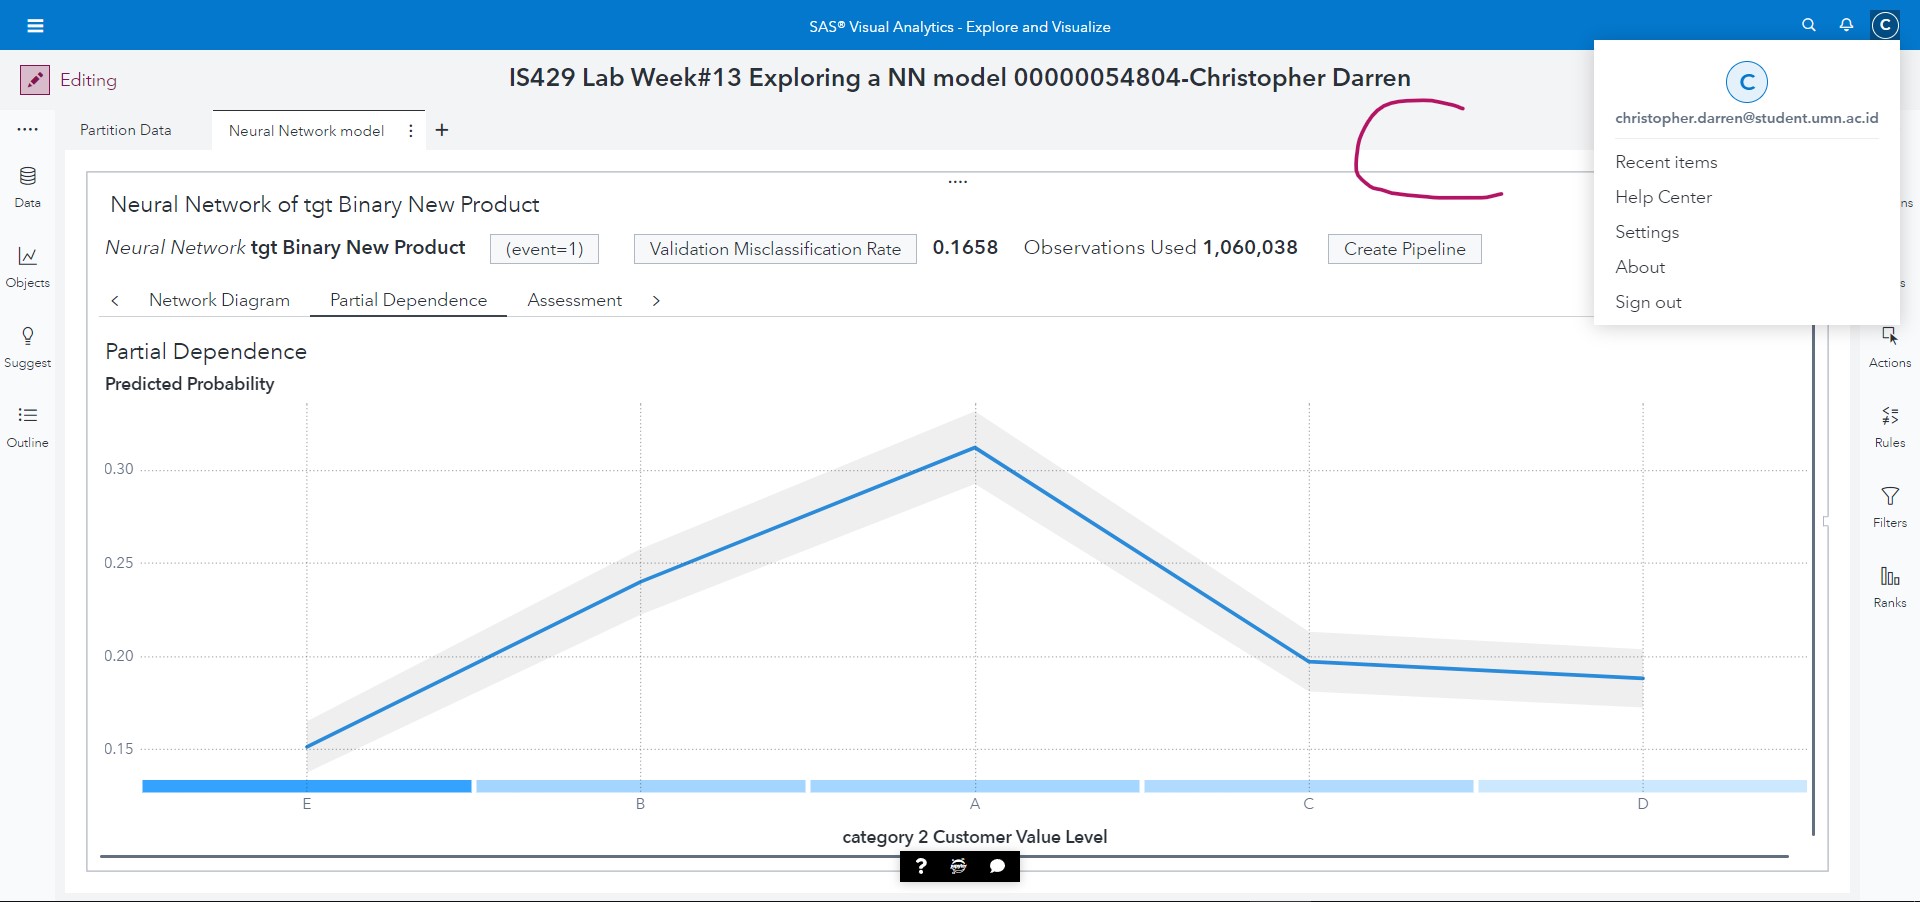 SAS® Visual Analytics - Explore and Visualize
C
Editing
IS429 Lab Week#13 Exploring a NN model 00000054804-Christopher Darren
C
christopher.darren@student.umn.ac.id
Recent items
Help Center
Settings
About
Sign out
Partition Data
Neural Network model
Data
Objects
Suggest
Outline
Neural Network of tgt Binary New Product
Neural Network tgt Binary New Product (event=1) Validation Misclassification Rate 0.1658 Observations Used 1,060,038 Create Pipeline
Network Diagram Partial Dependence Assessment
Partial Dependence
Predicted Probability
0.30
0.25
0.20
0.15
E B A C D
category 2 Customer Value Level
?
ns
s
Actions
Rules
Filters
Ranks